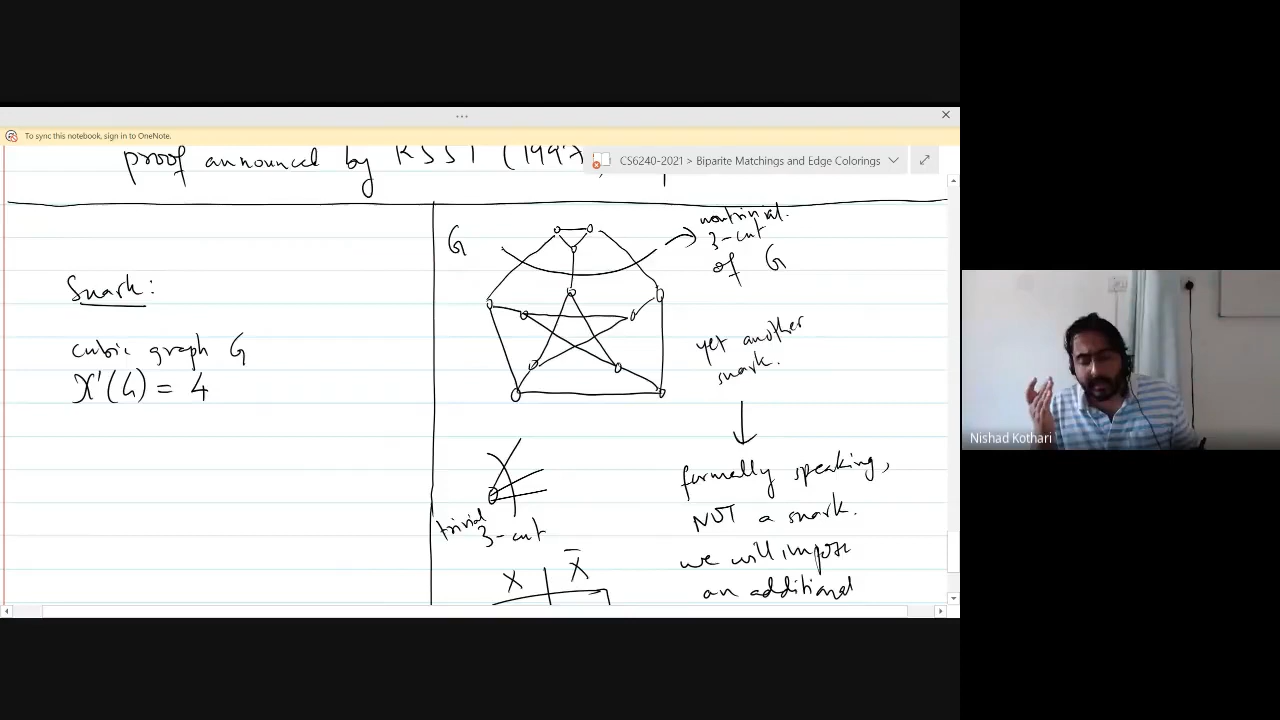 To sync this notebook, sign in to OneNote.
proof announced by RSST (1997
CS6240-2021 > Biparite Matchings and Edge Colorings
G
nontrivial
3-cut
of G
Snark:
cubic graph G
χ'(G) = 4
yet another
snark.
formally speaking,
NOT a snark.
we will impose
an additional
trivial
3-cut
X X̄
Nishad Kothari